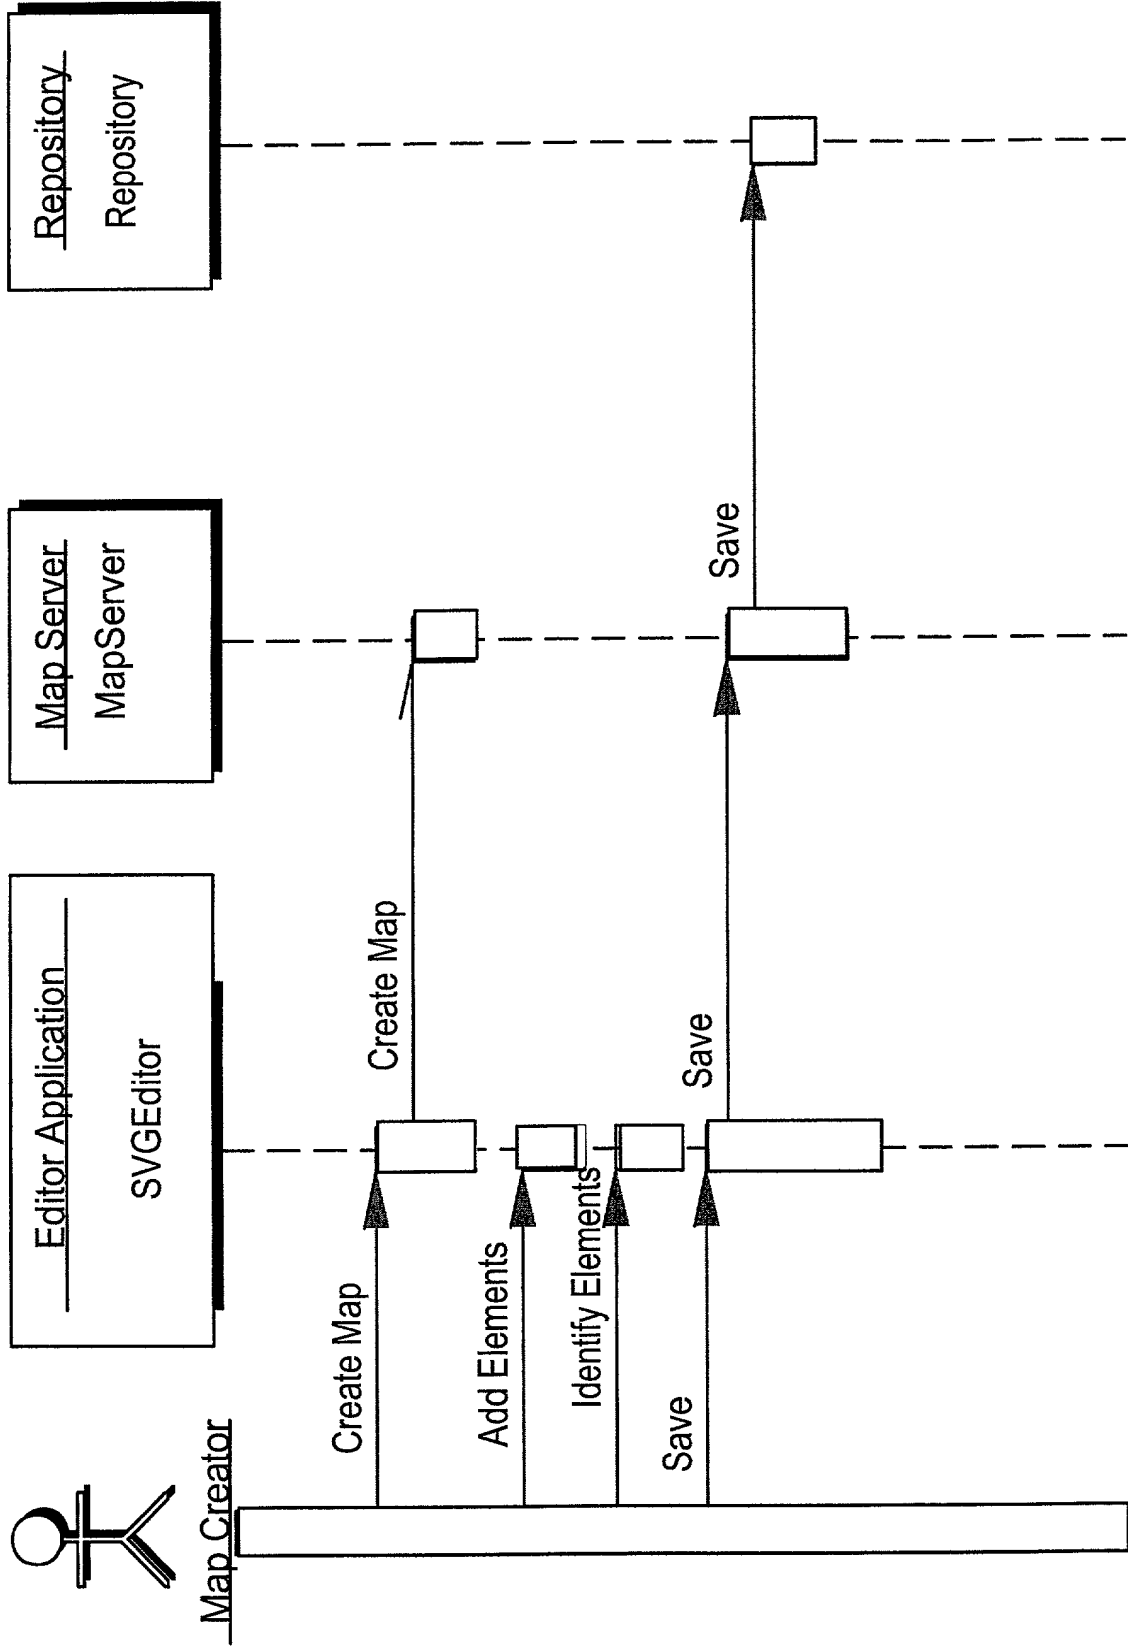 Map Creator
Editor Application
SVGEditor
Map Server
MapServer
Repository
Repository
Create Map
Create Map
Add Elements
Identify Elements
Save
Save
Save